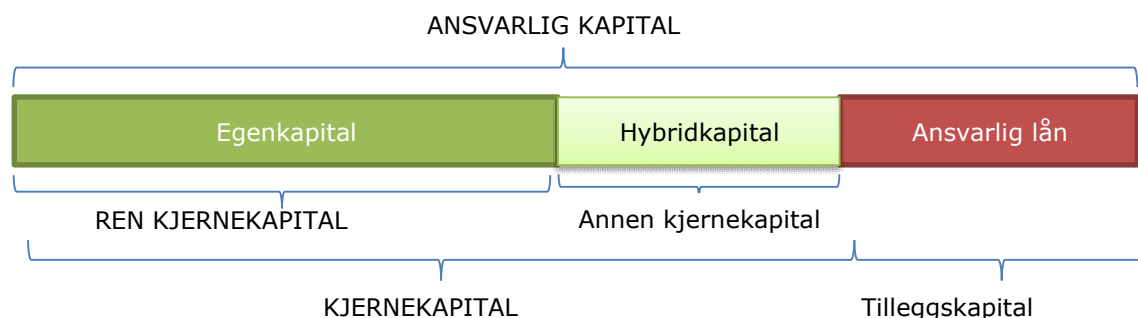 ANSVARLIG KAPITAL
Egenkapital
Hybridkapital
Ansvarlig lån
REN KJERNEKAPITAL
Annen kjernekapital
KJERNEKAPITAL
Tilleggskapital